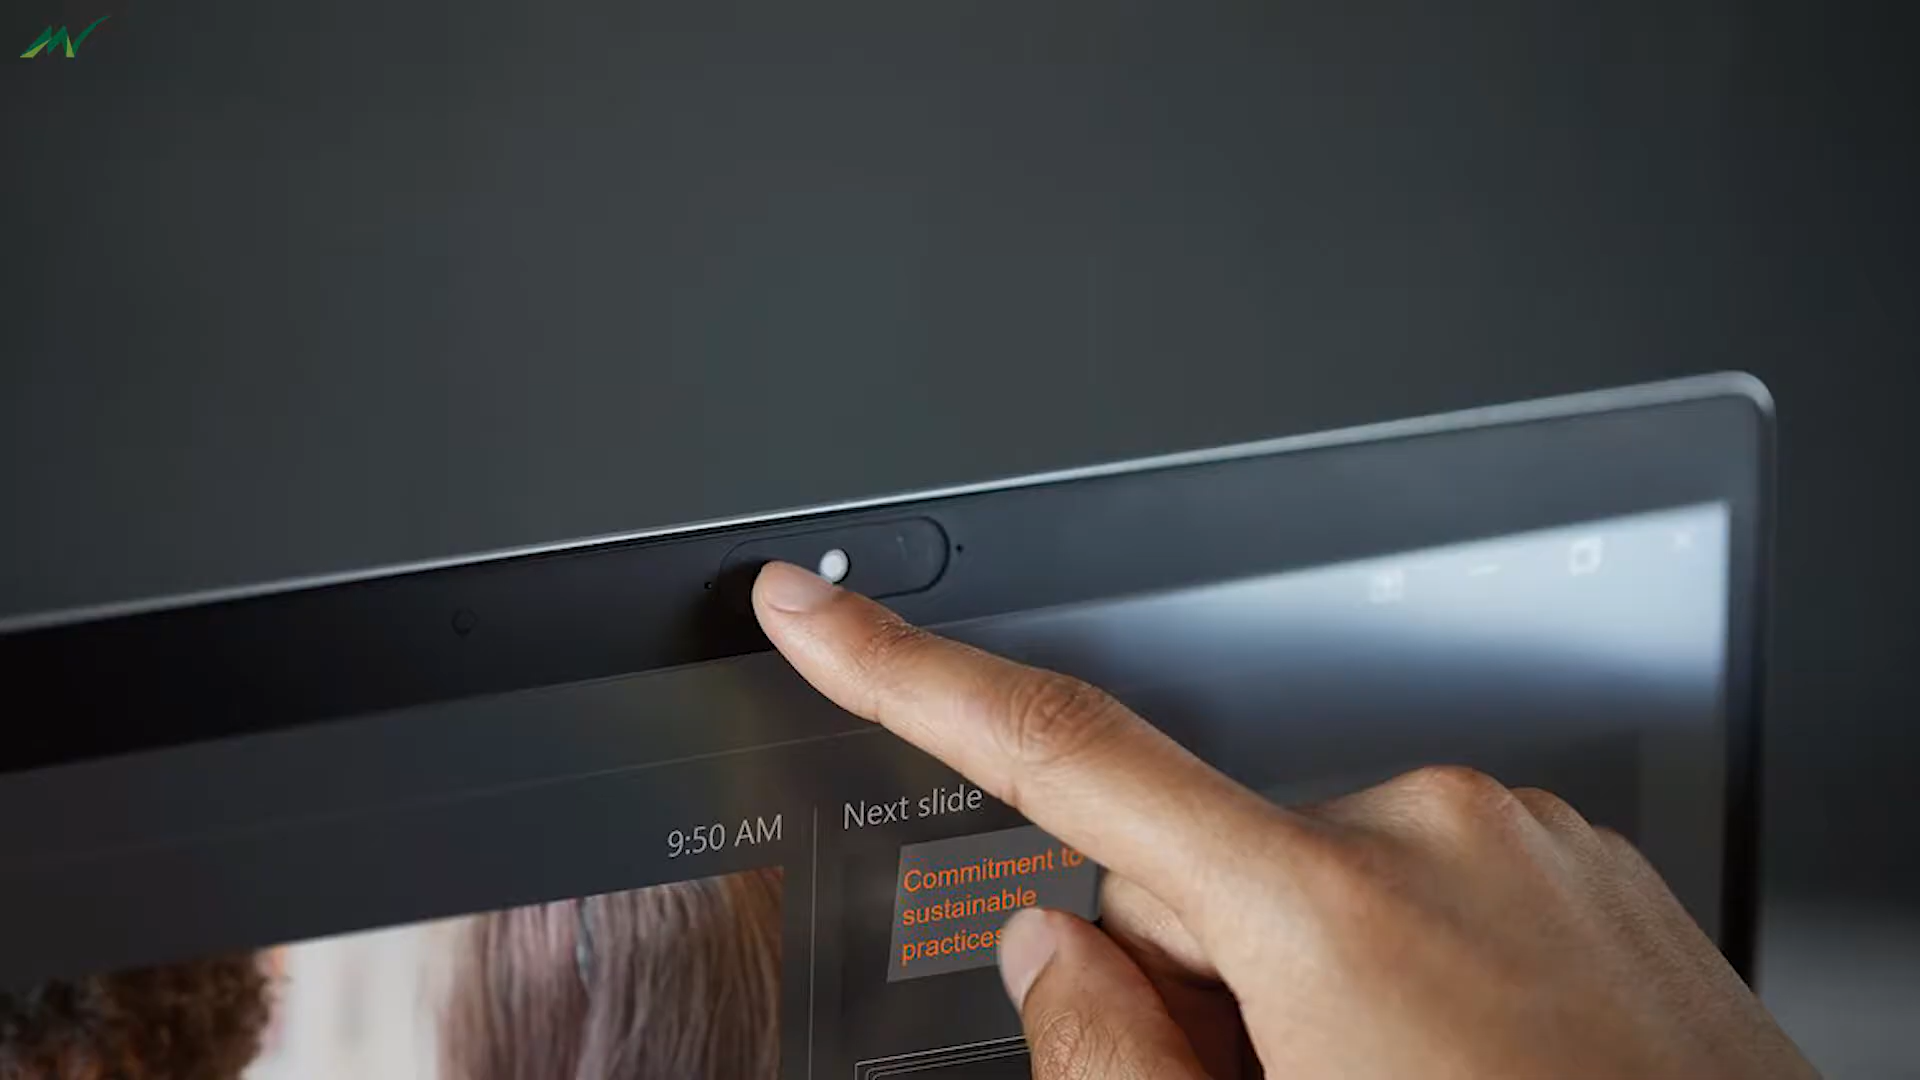 9:50 AM
Next slide
Commitment to
sustainable
practices